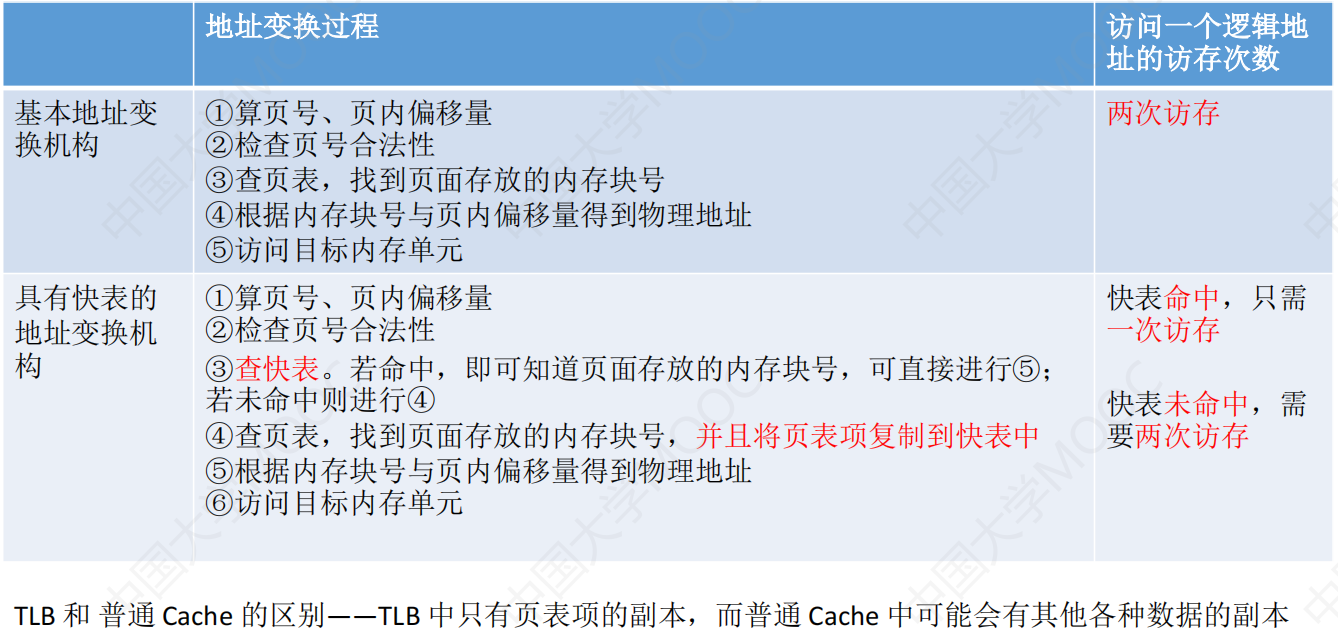 地址变换过程
访问一个逻辑地
址的访存次数
基本地址变
换机构
①算页号、页内偏移量
②检查页号合法性
③查页表，找到页面存放的内存块号
④根据内存块号与页内偏移量得到物理地址
⑤访问目标内存单元
两次访存
具有快表的
地址变换机
构
①算页号、页内偏移量
②检查页号合法性
③查快表。若命中，即可知道页面存放的内存块号，可直接进行⑤；
若未命中则进行④
④查页表，找到页面存放的内存块号，并且将页表项复制到快表中
⑤根据内存块号与页内偏移量得到物理地址
⑥访问目标内存单元
快表命中，只需
一次访存
快表未命中，需
要两次访存
TLB 和 普通 Cache 的区别——TLB 中只有页表项的副本，而普通 Cache 中可能会有其他各种数据的副本
中国大学MOOC